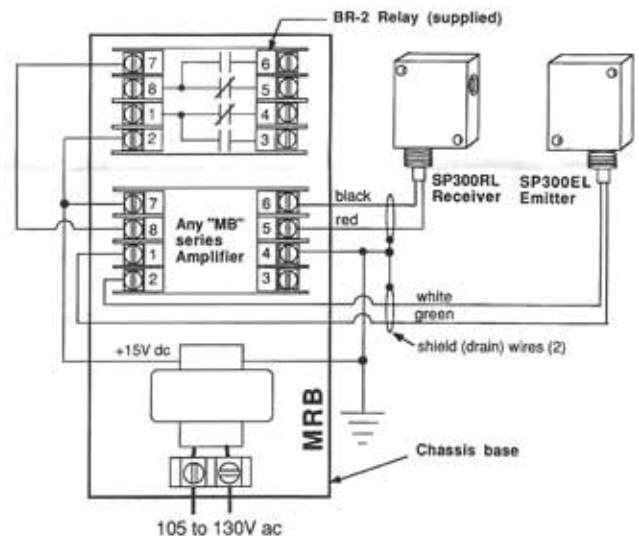 BR-2 Relay (supplied)
7 6
8 5
1 4
2 3
SP300RL
Receiver
SP300EL
Emitter
7 6
8 5
1 4
2 3
Any "MB"
series
Amplifier
black
red
white
green
shield (drain) wires (2)
+15V dc
MRB
Chassis base
105 to 130V ac